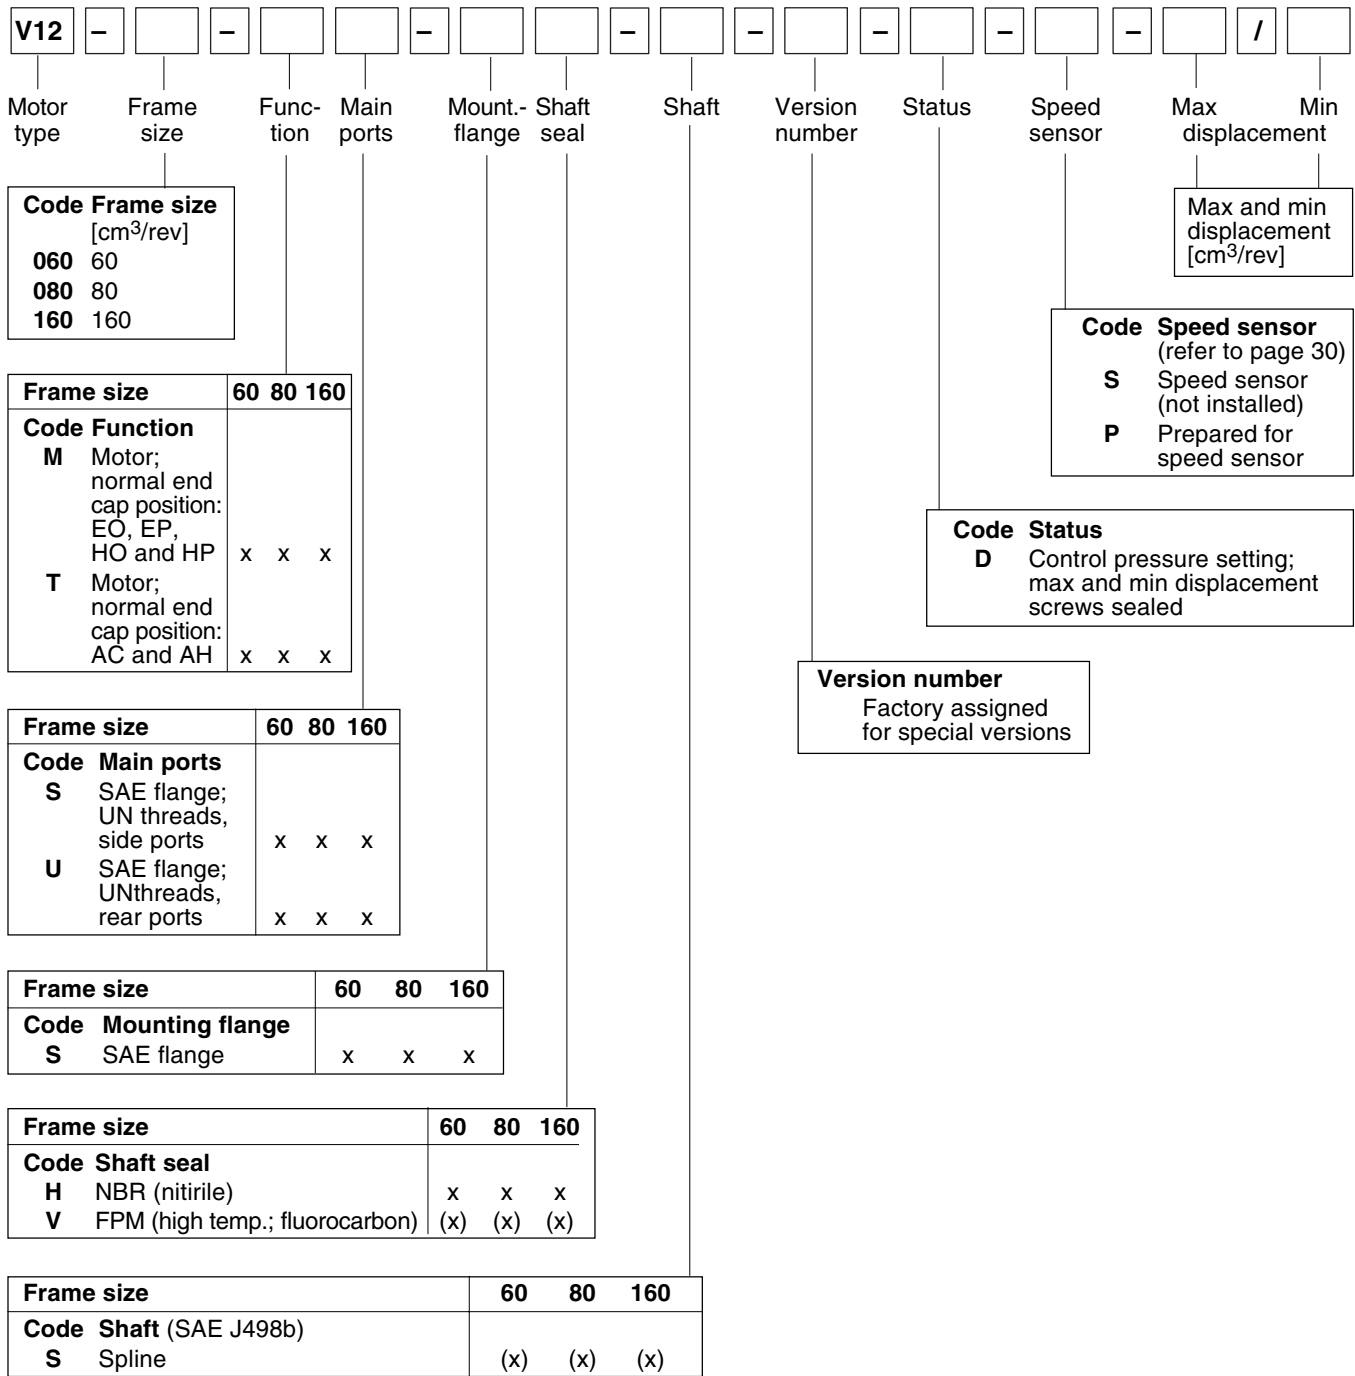 V12 – – – – – – – – /
Motor type
Frame size
Func-
tion
Main ports
Mount.-
flange
Shaft seal
Shaft
Version number
Status
Speed sensor
Max Min
displacement
Code Frame size
[cm3/rev]
060 60
080 80
160 160
Max and min
displacement
[cm3/rev]
Code Speed sensor
(refer to page 30)
S Speed sensor
(not installed)
P Prepared for
speed sensor
Frame size 60 80 160
Code Function
M Motor;
normal end
cap position:
EO, EP,
HO and HP x x x
T Motor;
normal end
cap position:
AC and AH x x x
Code Status
D Control pressure setting;
max and min displacement
screws sealed
Version number
Factory assigned
for special versions
Frame size 60 80 160
Code Main ports
S SAE flange;
UN threads,
side ports x x x
U SAE flange;
UNthreads,
rear ports x x x
Frame size 60 80 160
Code Mounting flange
S SAE flange x x x
Frame size 60 80 160
Code Shaft seal
H NBR (nitirile) x x x
V FPM (high temp.; fluorocarbon) (x) (x) (x)
Frame size 60 80 160
Code Shaft (SAE J498b)
S Spline (x) (x) (x)